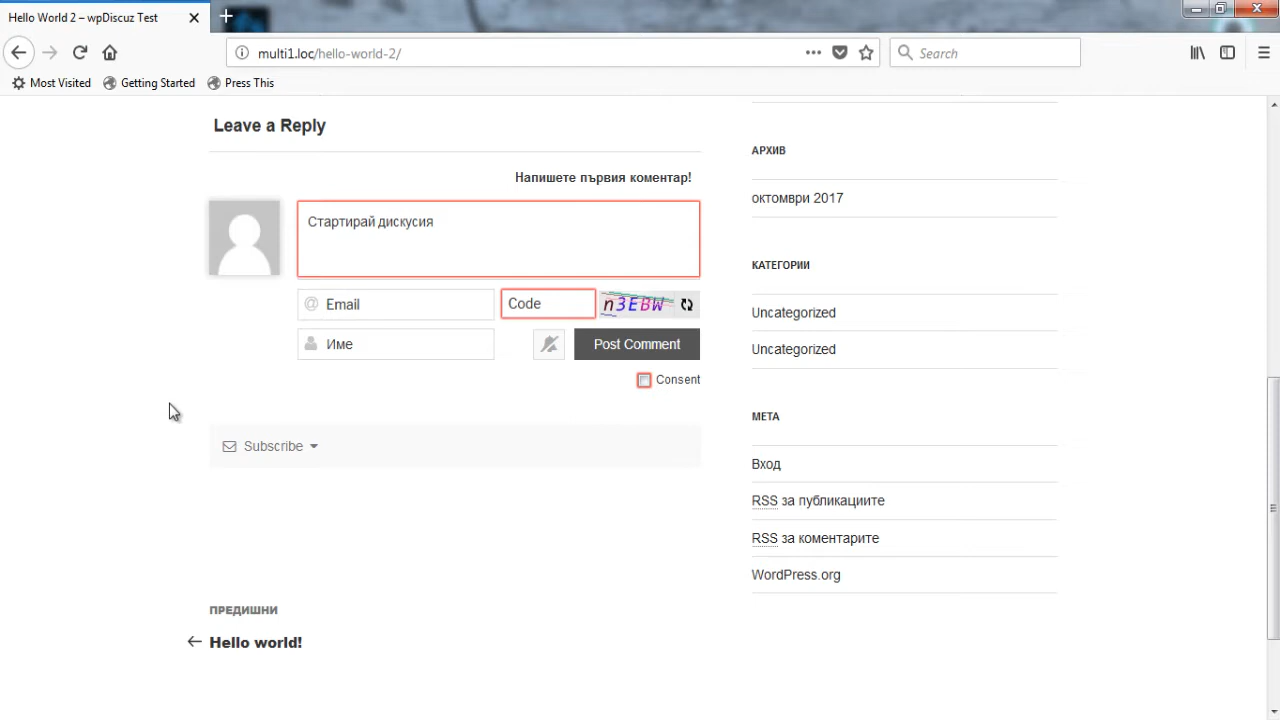 Hello World 2 – wpDiscuz Test
multi1.loc/hello-world-2/
Search
Most Visited
Getting Started
Press This
Leave a Reply
Напишете първия коментар!
Стартирай дискусия
Email
Code
n3EBW
Име
Post Comment
Consent
Subscribe
ПРЕДИШНИ
Hello world!
АРХИВ
октомври 2017
КАТЕГОРИИ
Uncategorized
Uncategorized
МЕТА
Вход
RSS за публикациите
RSS за коментарите
WordPress.org